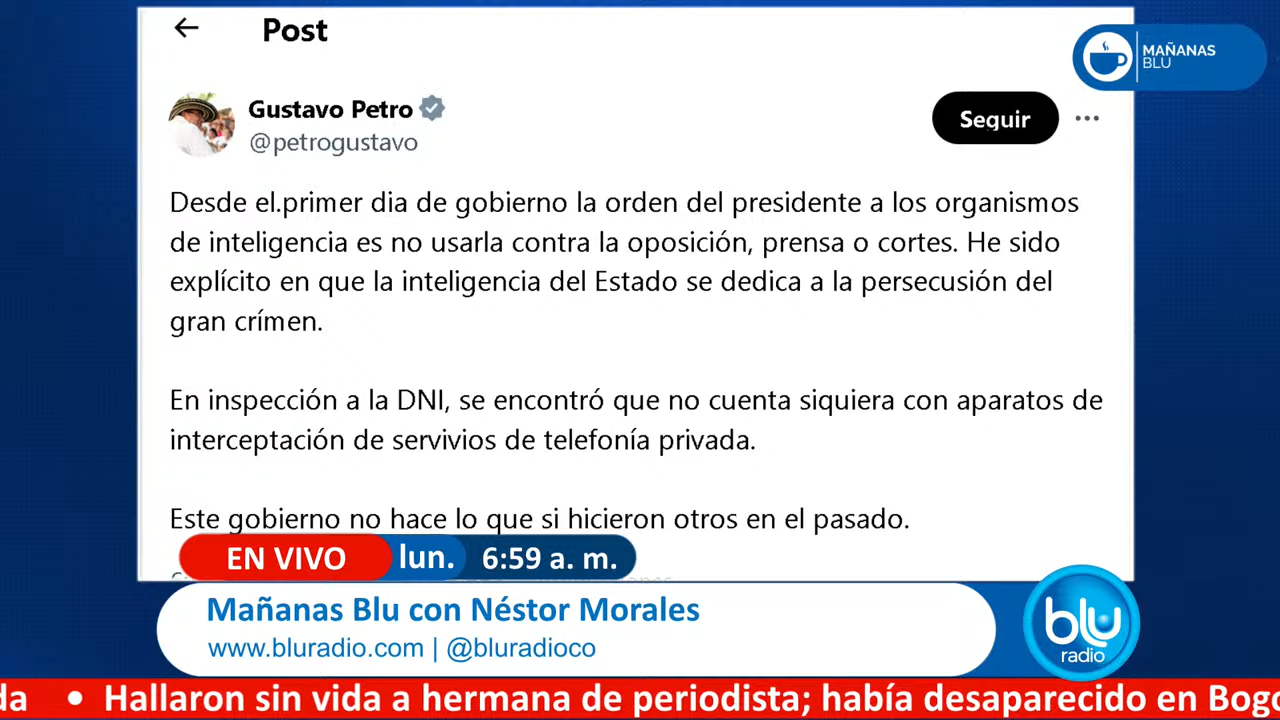 Post
MAÑANAS
BLU
Gustavo Petro
@petrogustavo
Seguir
Desde el.primer dia de gobierno la orden del presidente a los organismos
de inteligencia es no usarla contra la oposición, prensa o cortes. He sido
explícito en que la inteligencia del Estado se dedica a la persecusión del
gran crímen.
En inspección a la DNI, se encontró que no cuenta siquiera con aparatos de
interceptación de servivios de telefonía privada.
Este gobierno no hace lo que si hicieron otros en el pasado.
EN VIVO lun. 6:59 a. m.
Mañanas Blu con Néstor Morales
www.bluradio.com | @bluradioco
blu
radio
da • Hallaron sin vida a hermana de periodista; había desaparecido en Bogo